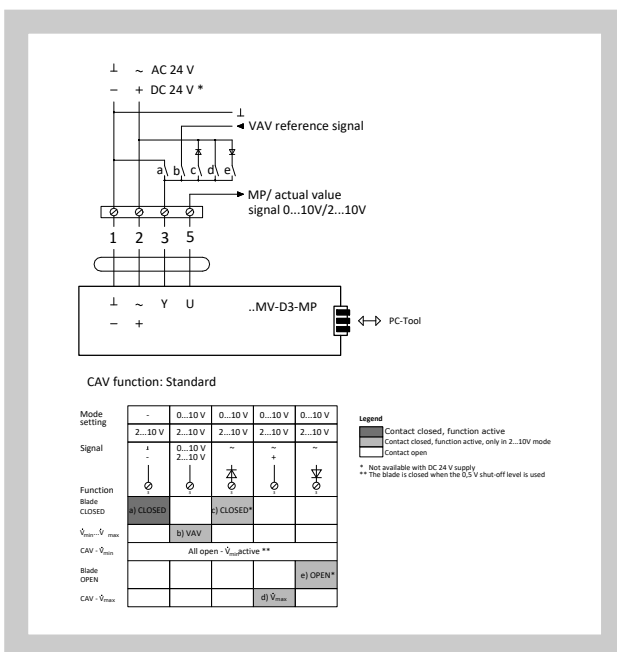 ⊥ ~ AC 24 V
– + DC 24 V *
⊥
VAV reference signal
a b c d e
MP/ actual value
signal 0...10V/2...10V
1 2 3 5
⊥ ~ Y U ..MV-D3-MP
– +
PC-Tool
CAV function: Standard
Mode
setting
- 0...10 V 0...10 V 0...10 V 0...10 V
2...10 V 2...10 V 2...10 V 2...10 V 2...10 V
Signal
⊥ 0...10 V ~ ~ ~
- 2...10 V +
3 3 3 3 3
Function
Blade
CLOSED
a) CLOSED c) CLOSED*
V̇min...V̇ max
b) VAV
CAV - V̇min
All open - V̇min active **
Blade
OPEN
e) OPEN*
CAV - V̇max
d) V̇max
Legend
Contact closed, function active
Contact closed, function active, only in 2...10V mode
Contact open
* Not available with DC 24 V supply
** The blade is closed when the 0,5 V shut-off level is used